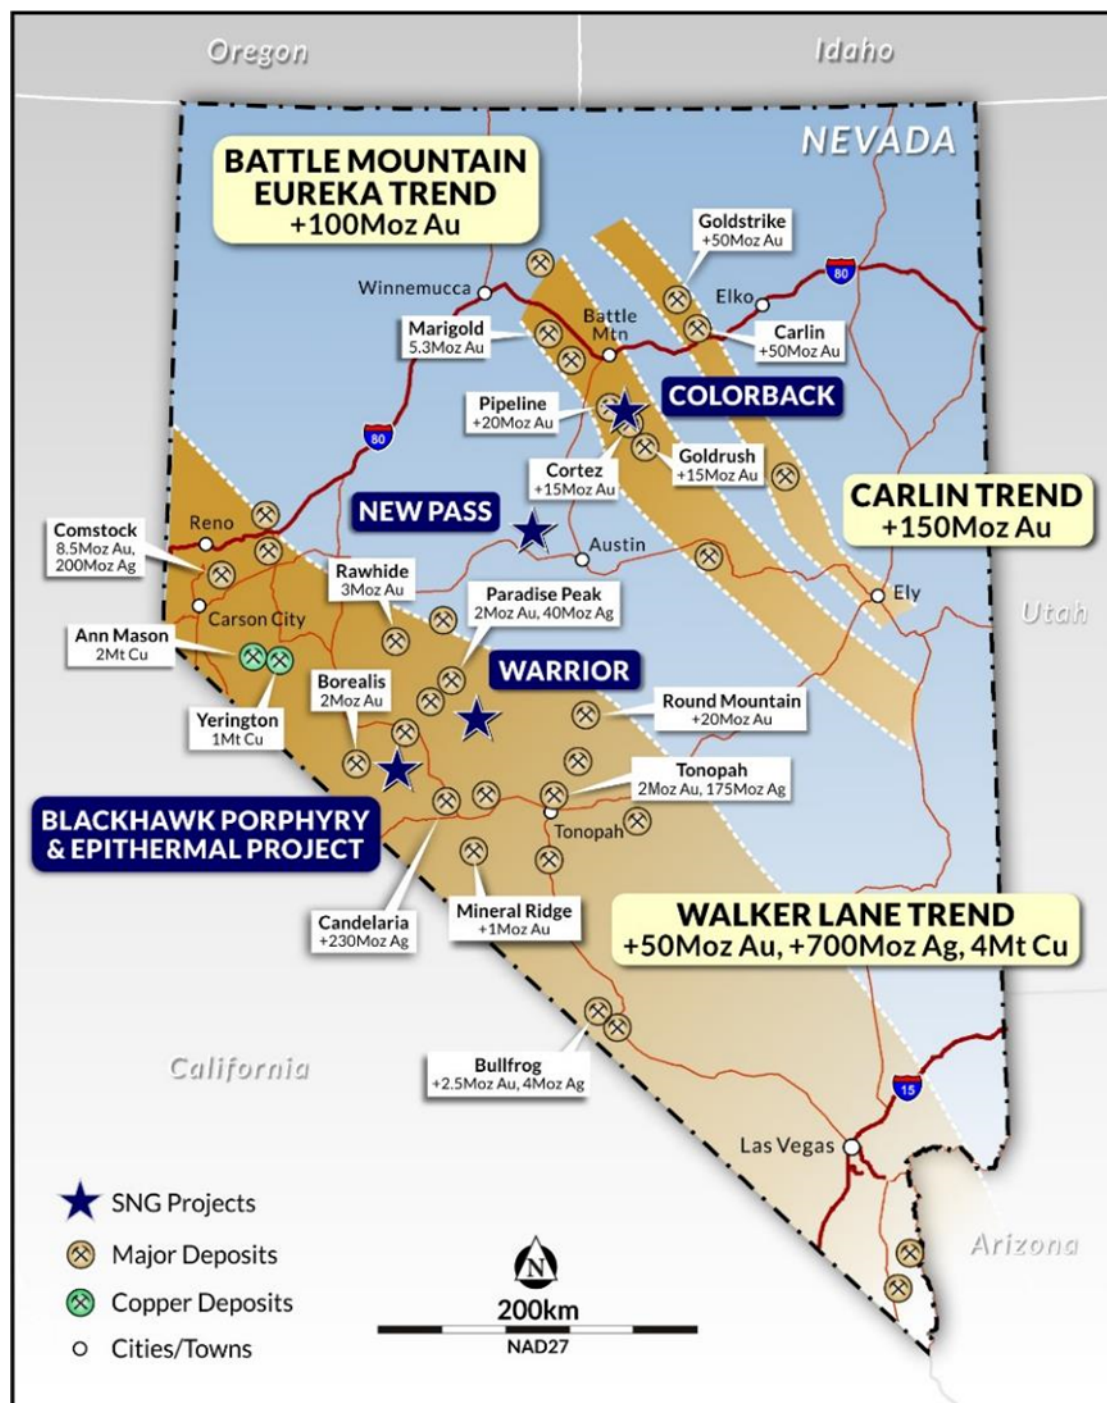 Oregon
Idaho
NEVADA
BATTLE MOUNTAIN
EUREKA TREND
+100Moz Au
Goldstrike
+50Moz Au
80
Winnemucca
Elko
Battle
Mtn
Marigold
5.3Moz Au
Carlin
+50Moz Au
COLORBACK
Pipeline
+20Moz Au
80
Goldrush
+15Moz Au
Cortez
+15Moz Au
CARLIN TREND
+150Moz Au
NEW PASS
Comstock
8.5Moz Au,
200Moz Ag
Reno
Austin
Rawhide
3Moz Au
Paradise Peak
2Moz Au, 40Moz Ag
Ely
Utah
Carson City
Ann Mason
2Mt Cu
WARRIOR
Borealis
2Moz Au
Round Mountain
+20Moz Au
Yerington
1Mt Cu
Tonopah
2Moz Au, 175Moz Ag
BLACKHAWK PORPHYRY
& EPITHERMAL PROJECT
Tonopah
Candelaria
+230Moz Ag
Mineral Ridge
+1Moz Au
WALKER LANE TREND
+50Moz Au, +700Moz Ag, 4Mt Cu
California
Bullfrog
+2.5Moz Au, 4Moz Ag
15
Las Vegas
Arizona
SNG Projects
Major Deposits
Copper Deposits
Cities/Towns
N
200km
NAD27